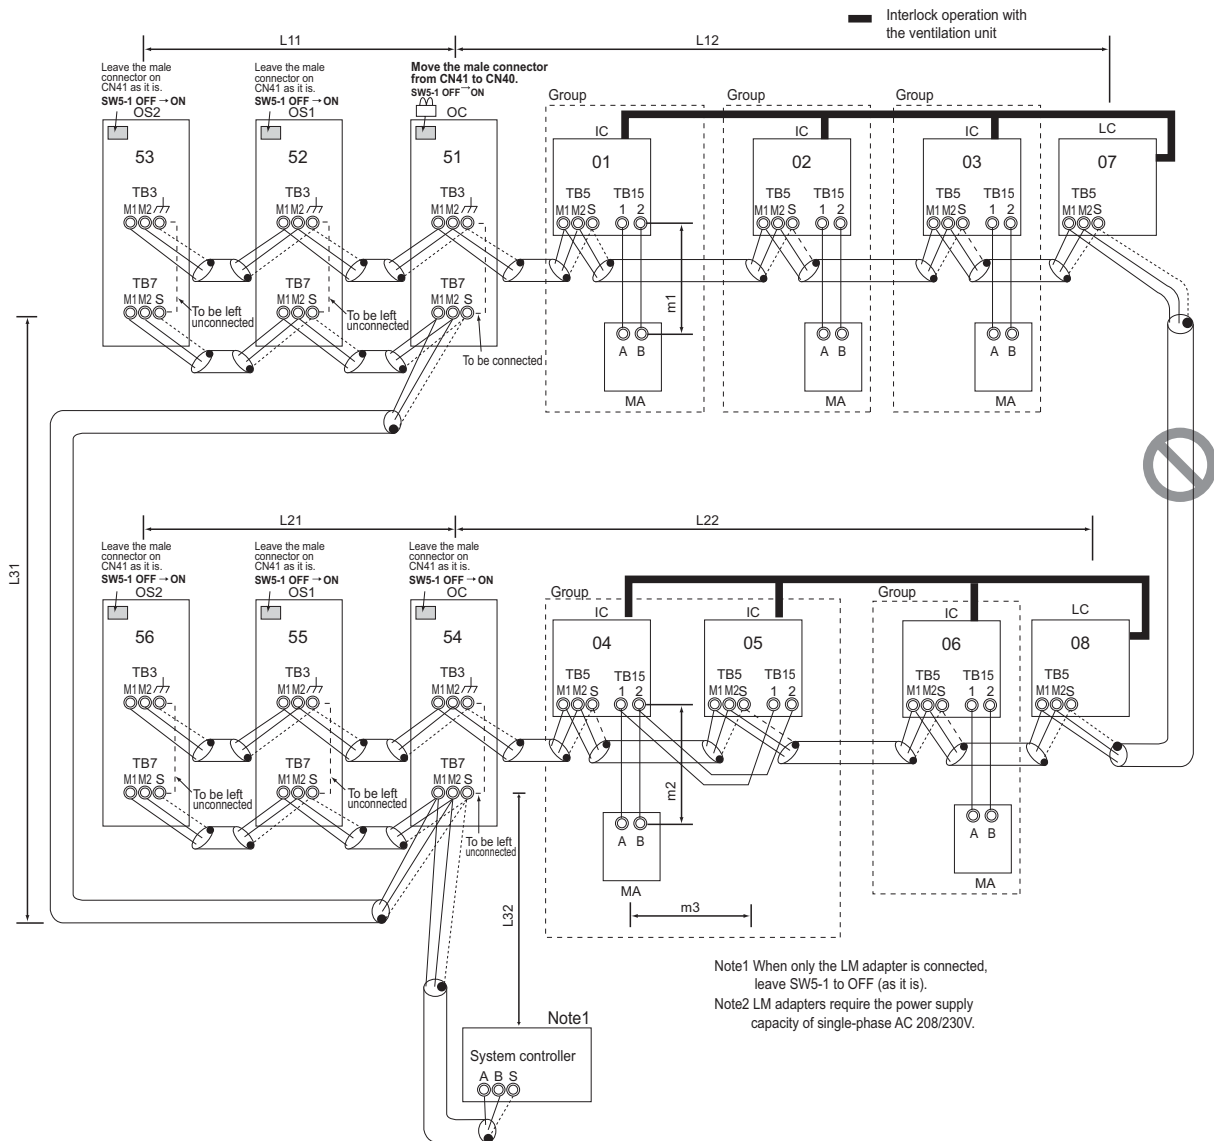 Interlock operation with
the ventilation unit
L11
L12
Leave the male
connector on
CN41 as it is.
SW5-1 OFF → ON
OS2
Leave the male
connector on
CN41 as it is.
SW5-1 OFF → ON
OS1
Move the male connector
from CN41 to CN40.
SW5-1 OFF → ON
OC
Group
Group
Group
IC
IC
IC
LC
53
52
51
01
02
03
07
TB3
TB3
TB3
TB5 TB15
TB5 TB15
TB5 TB15
TB5
M1 M2
M1 M2
M1 M2
M1 M2 S 1 2
M1 M2 S 1 2
M1 M2 S 1 2
M1 M2 S
TB7
TB7
TB7
M1 M2 S
M1 M2 S
M1 M2 S
To be left
unconnected
To be left
unconnected
To be connected
m1
A B
A B
A B
MA
MA
MA
L31
L21
L22
Leave the male
connector on
CN41 as it is.
SW5-1 OFF → ON
OS2
Leave the male
connector on
CN41 as it is.
SW5-1 OFF → ON
OS1
Leave the male
connector on
CN41 as it is.
SW5-1 OFF → ON
OC
Group
Group
IC
IC
IC
LC
56
55
54
04
05
06
08
TB3
TB3
TB3
TB5 TB15
TB5 TB15
TB5 TB15
TB5
M1 M2
M1 M2
M1 M2
M1 M2 S 1 2
M1 M2 S 1 2
M1 M2 S 1 2
M1 M2 S
TB7
TB7
TB7
M1 M2 S
M1 M2 S
M1 M2 S
To be left
unconnected
To be left
unconnected
To be left
unconnected
m2
A B
A B
MA
MA
m3
L32
Note1 When only the LM adapter is connected,
leave SW5-1 to OFF (as it is).
Note2 LM adapters require the power supply
capacity of single-phase AC 208/230V.
Note1
System controller
A B S